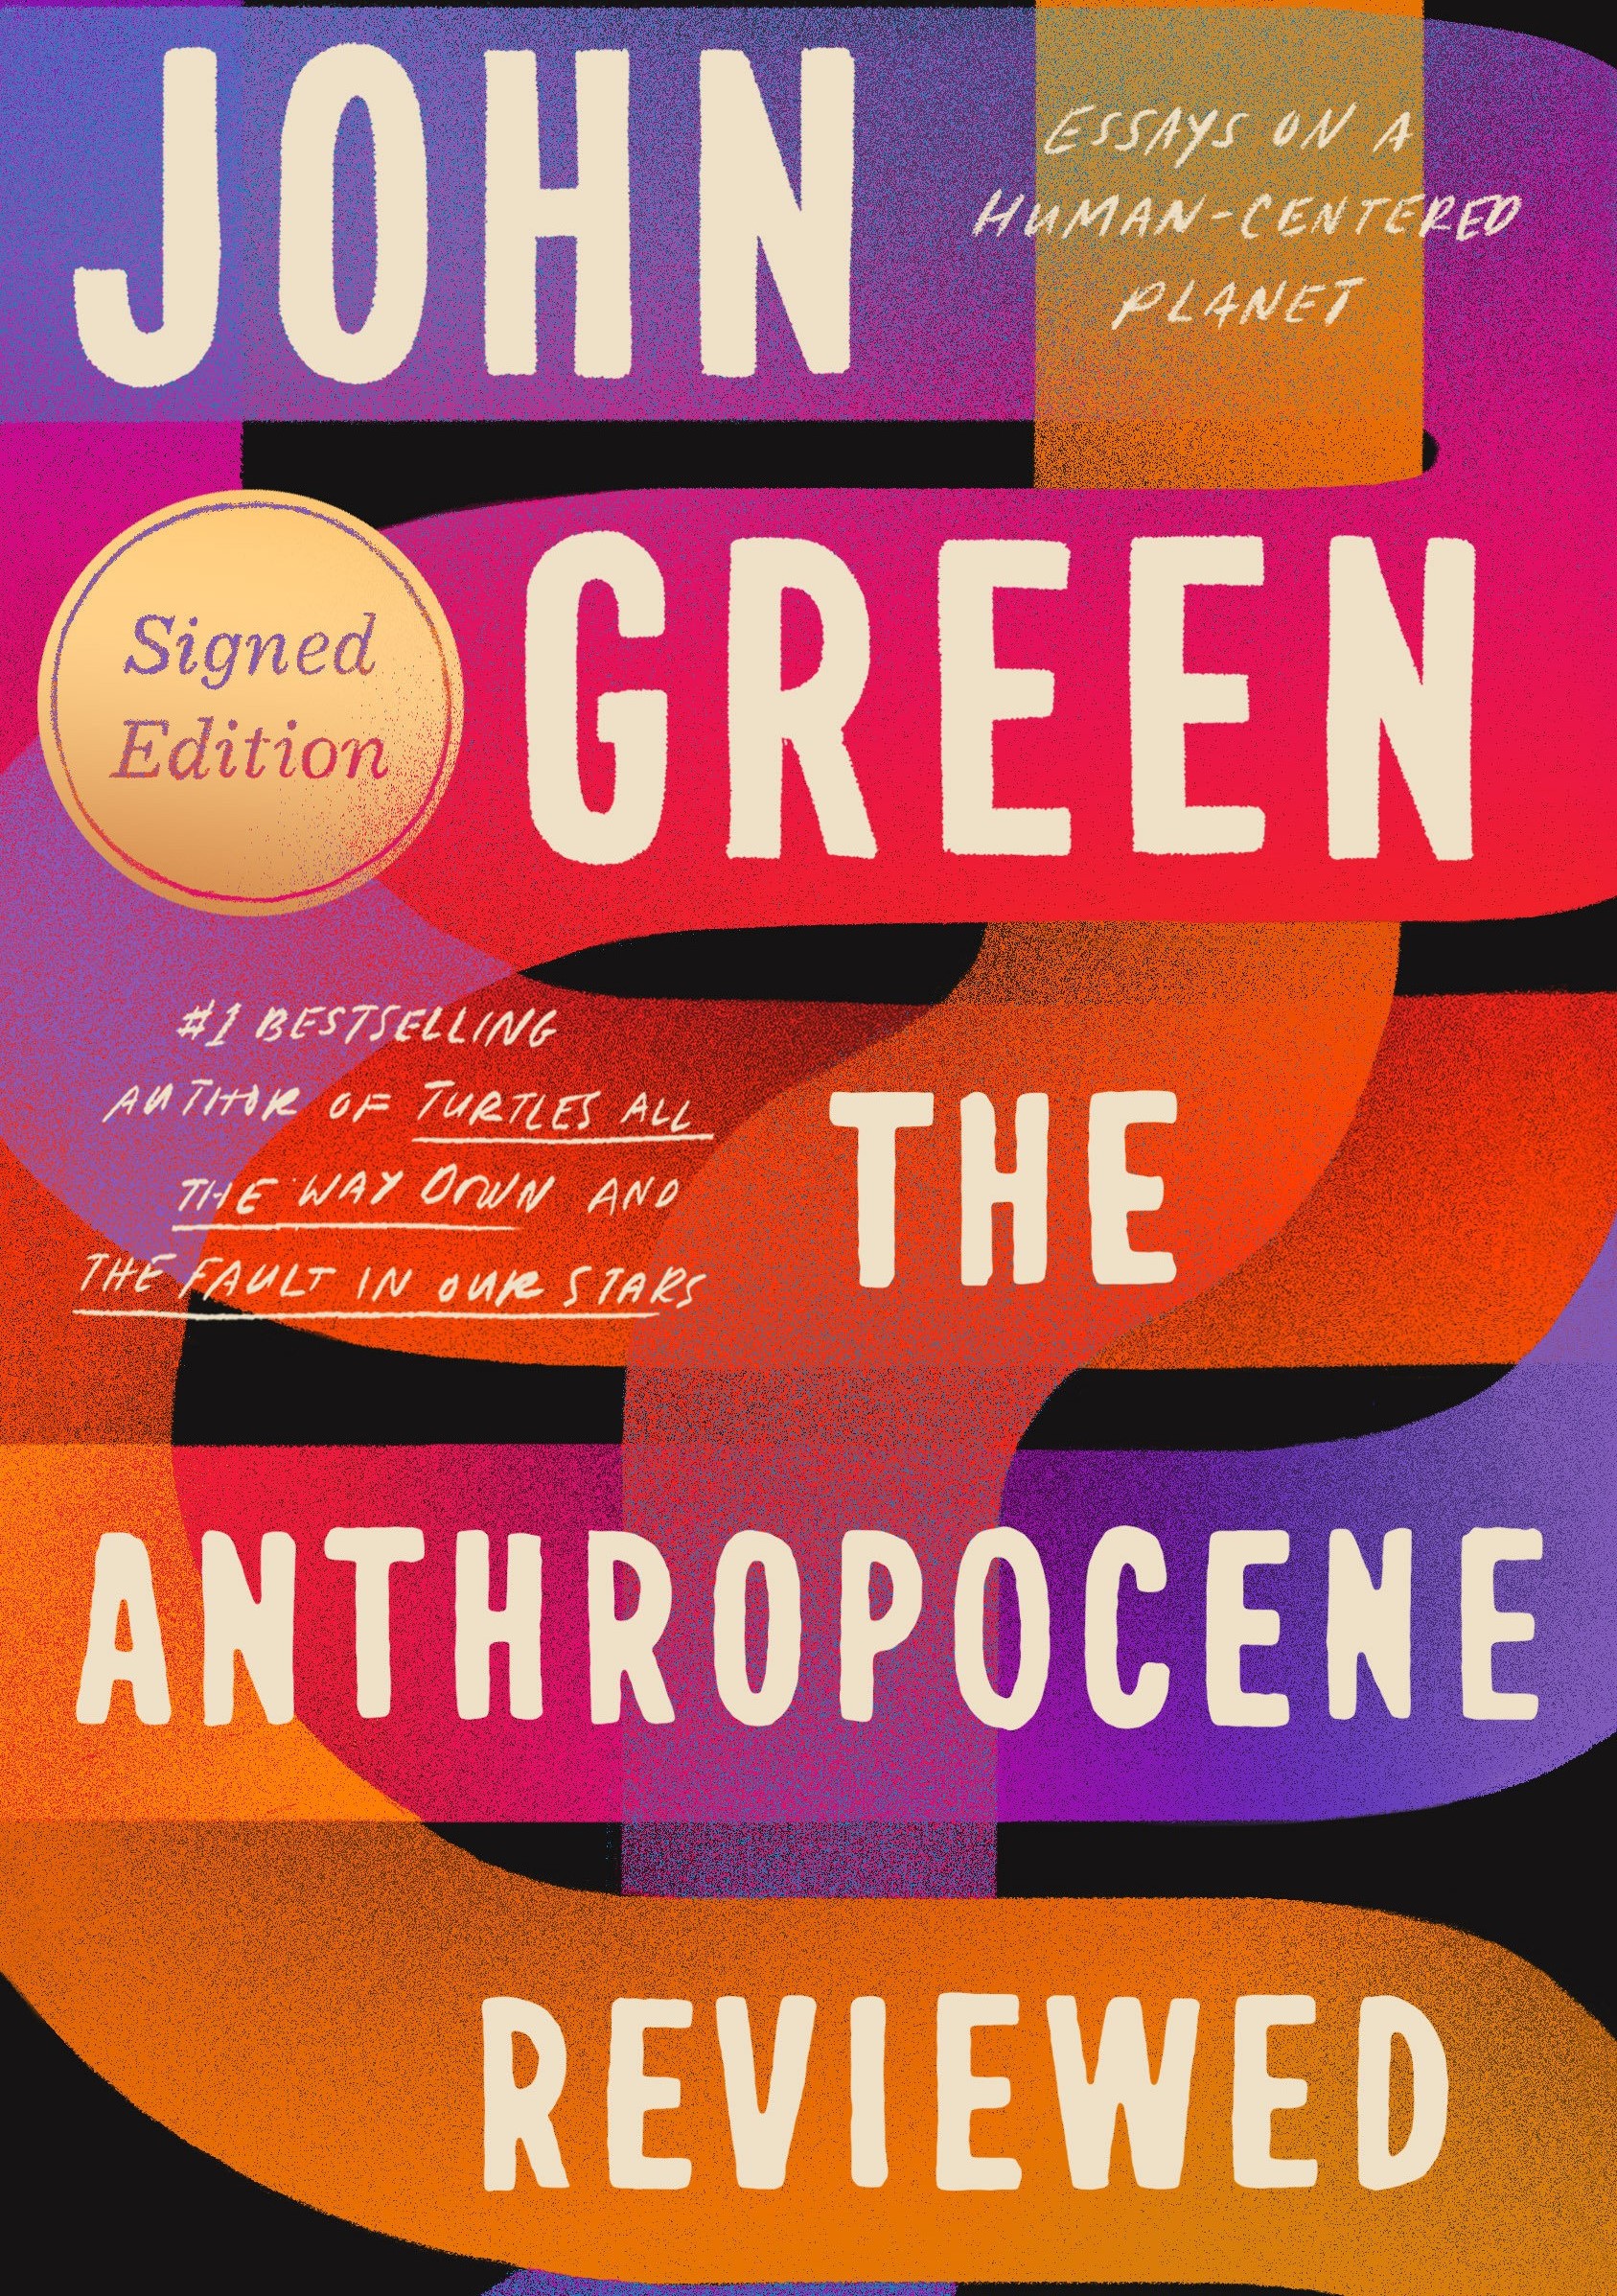 JOHN
ESSAYS ON A
HUMAN-CENTERED
PLANET
Signed
Edition
GREEN
#1 BESTSELLING
AUTHOR OF TURTLES ALL
THE WAY DOWN AND
THE FAULT IN OUR STARS
THE
ANTHROPOCENE
REVIEWED